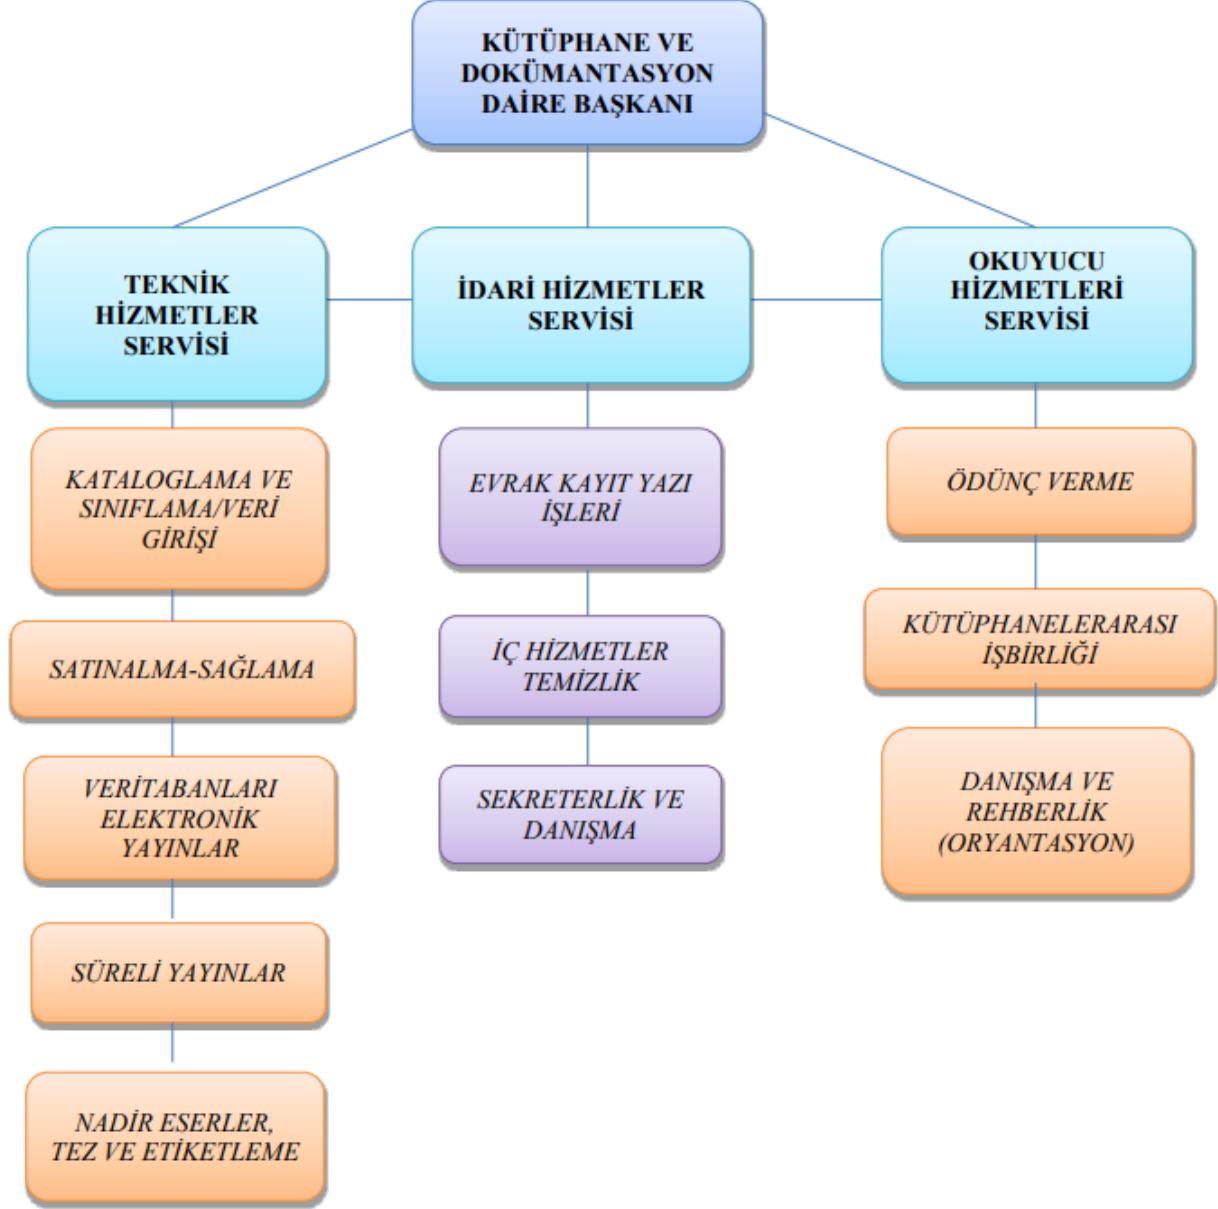 KÜTÜPHANE VE
DOKÜMANTASYON
DAİRE BAŞKANI
TEKNİK
HİZMETLER
SERVİSİ
İDARİ HİZMETLER
SERVİSİ
OKUYUCU
HİZMETLERİ
SERVİSİ
KATALOGLAMA VE
SINIFLAMA/VERİ
GİRİŞİ
SATINALMA-SAĞLAMA
VERİTABANLARI
ELEKTRONİK
YAYINLAR
SÜRELİ YAYINLAR
NADİR ESERLER,
TEZ VE ETİKETLEME
EVRAK KAYIT YAZI
İŞLERİ
İÇ HİZMETLER
TEMİZLİK
SEKRETERLİK VE
DANIŞMA
ÖDÜNÇ VERME
KÜTÜPHANELERARASI
İŞBİRLİĞİ
DANIŞMA VE
REHBERLİK
(ORYANTASYON)